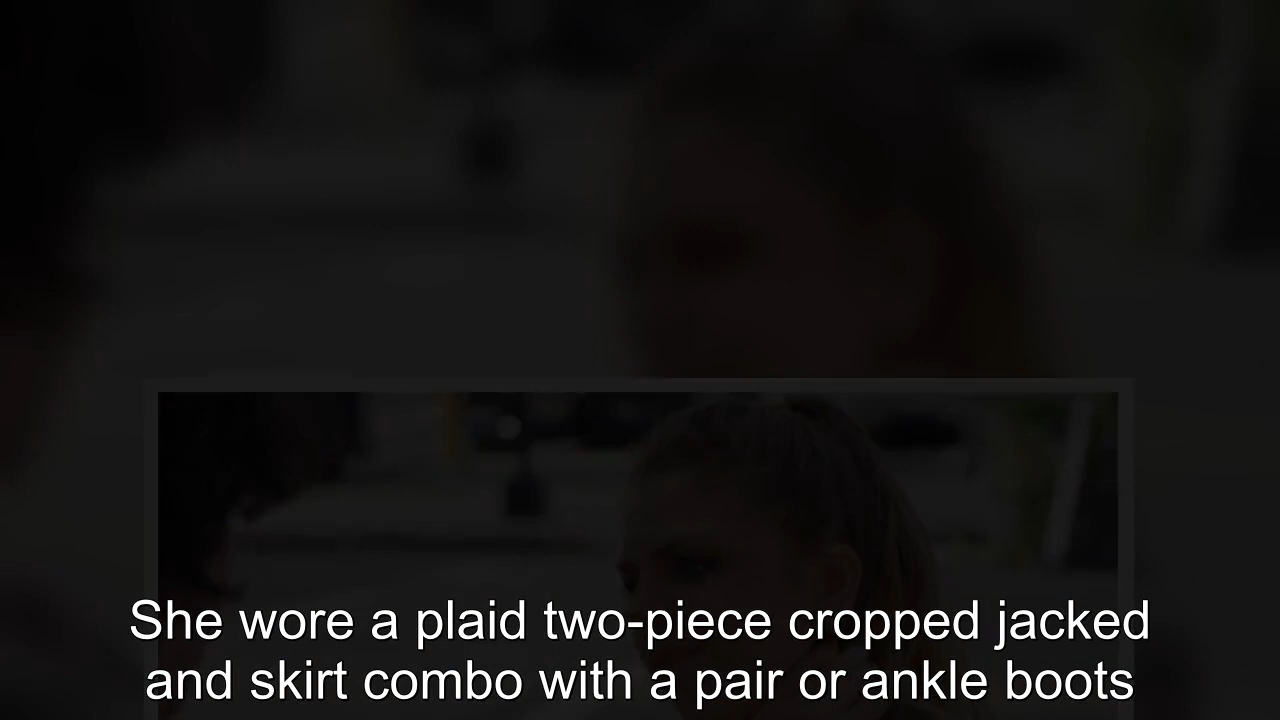 She wore a plaid two-piece cropped jacked
and skirt combo with a pair or ankle boots